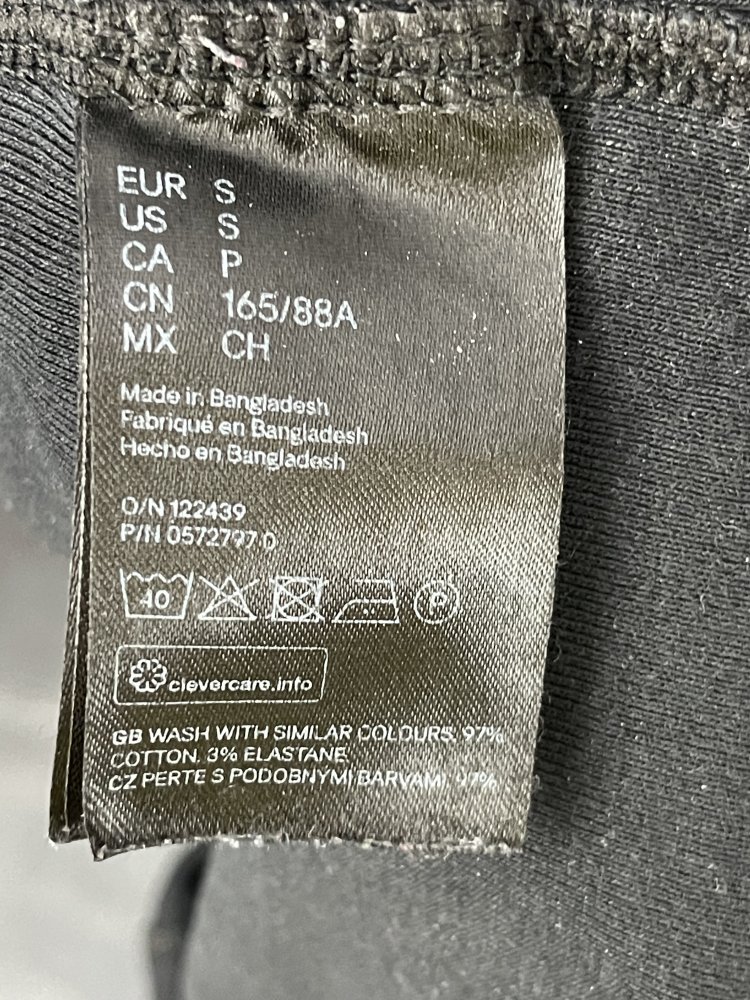 EUR S
US S
CA P
CN 165/88A
MX CH
Made in Bangladesh
Fabriqué en Bangladesh
Hecho en Bangladesh
O/N 122439
P/N 0572797 0
40
P
clevercare.info
GB WASH WITH SIMILAR COLOURS. 97%
COTTON. 3% ELASTANE
CZ PERTE S PODOBNÝMI BARVAMI. 97%